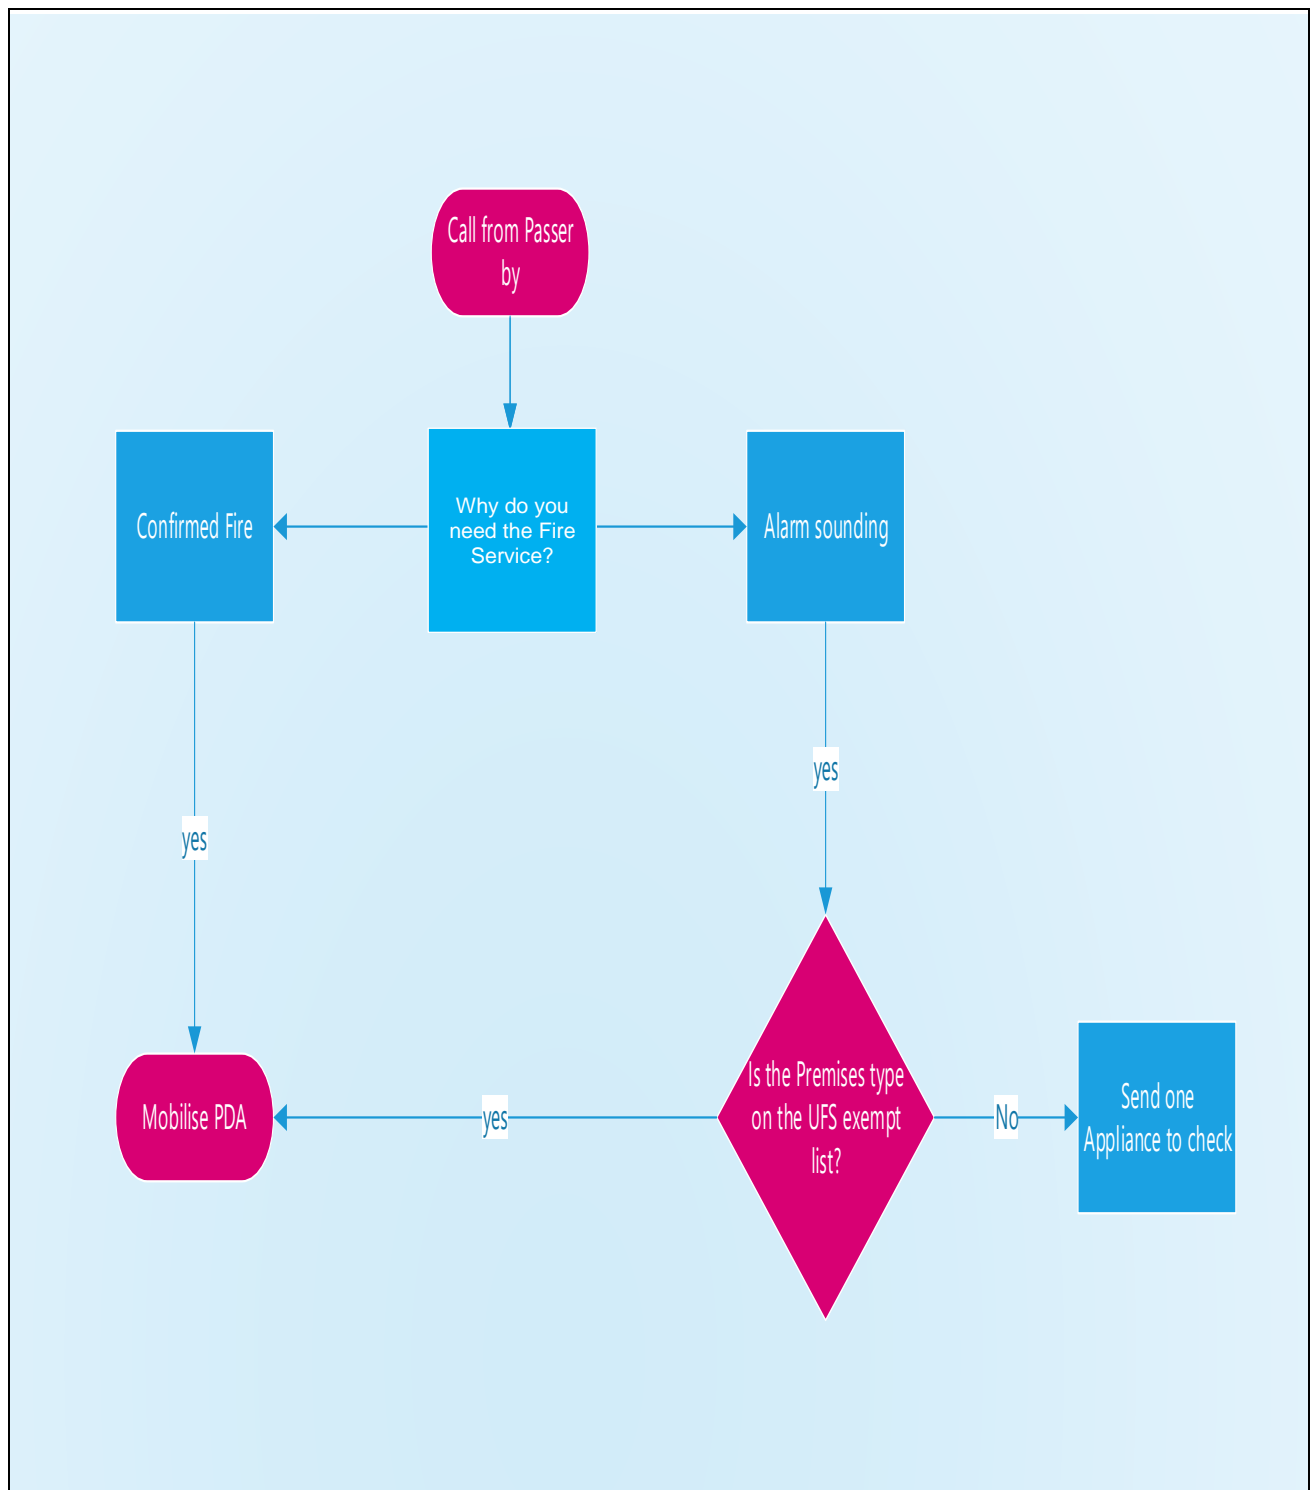 Call from Passer
by
Confirmed Fire
Why do you
need the Fire
Service?
Alarm sounding
yes
yes
Mobilise PDA
yes
Is the Premises type
on the UFS exempt
list?
No
Send one
Appliance to check